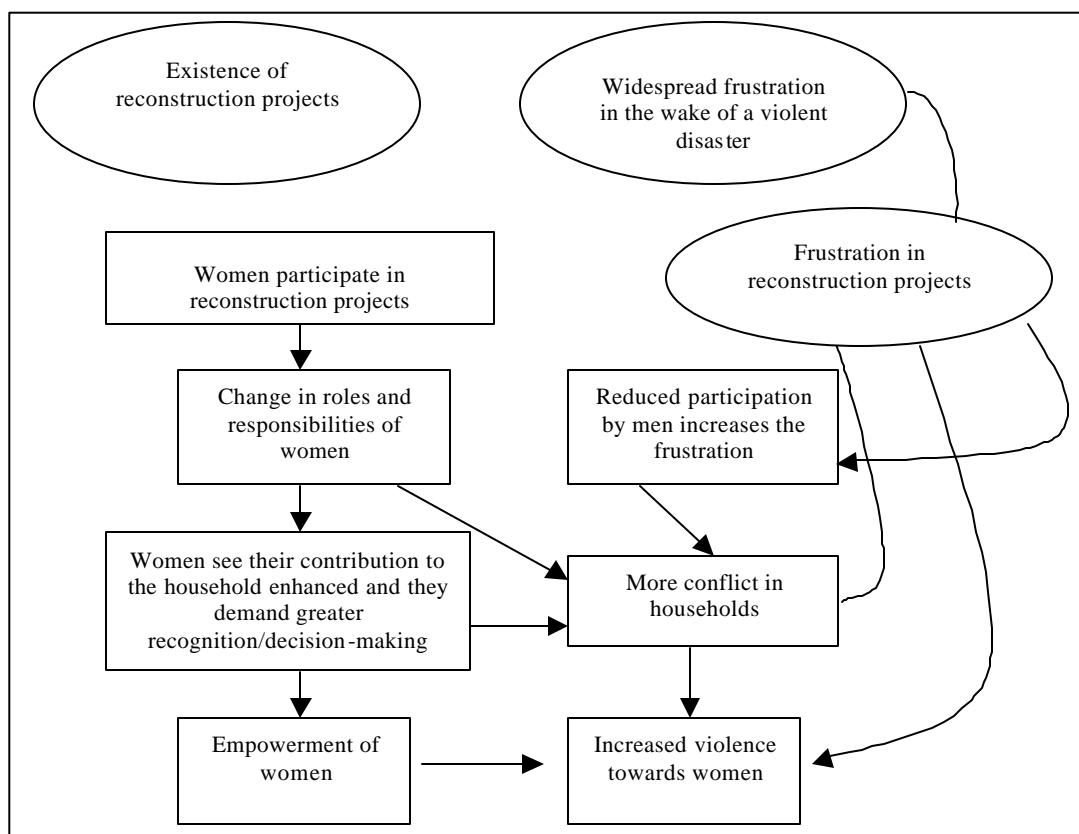 Existence of
reconstruction projects
Widespread frustration
in the wake of a violent
disaster
Frustration in
reconstruction projects
Women participate in
reconstruction projects
Change in roles and
responsibilities of
women
Reduced participation
by men increases the
frustration
Women see their contribution to
the household enhanced and they
demand greater
recognition/decision-making
More conflict in
households
Empowerment of
women
Increased violence
towards women